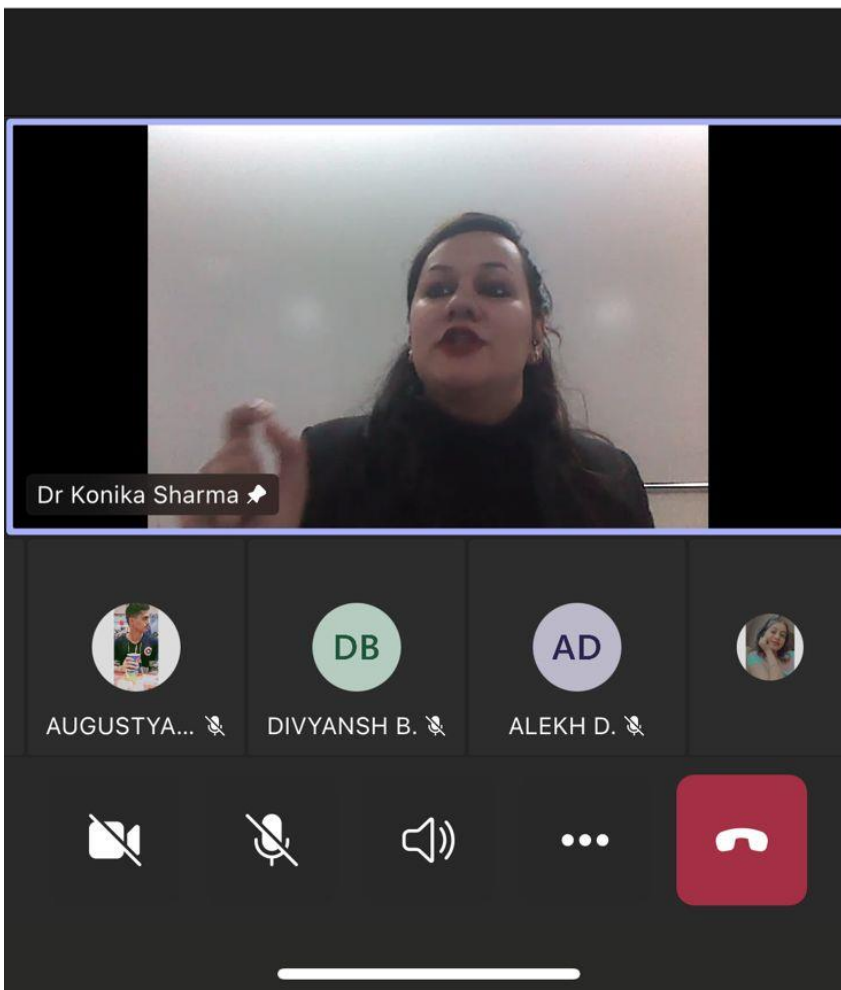 Dr Konika Sharma
DB
AD
AUGUSTYA...
DIVYANSH B.
ALEKH D.